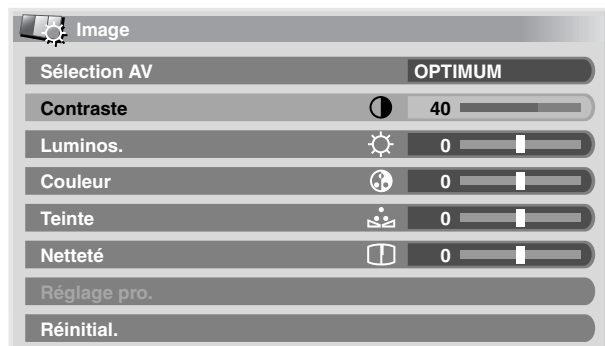 Image
Sélection AV OPTIMUM
Contraste 40
Luminos. 0
Couleur 0
Teinte 0
Netteté 0
Réglage pro.
Réinitial.